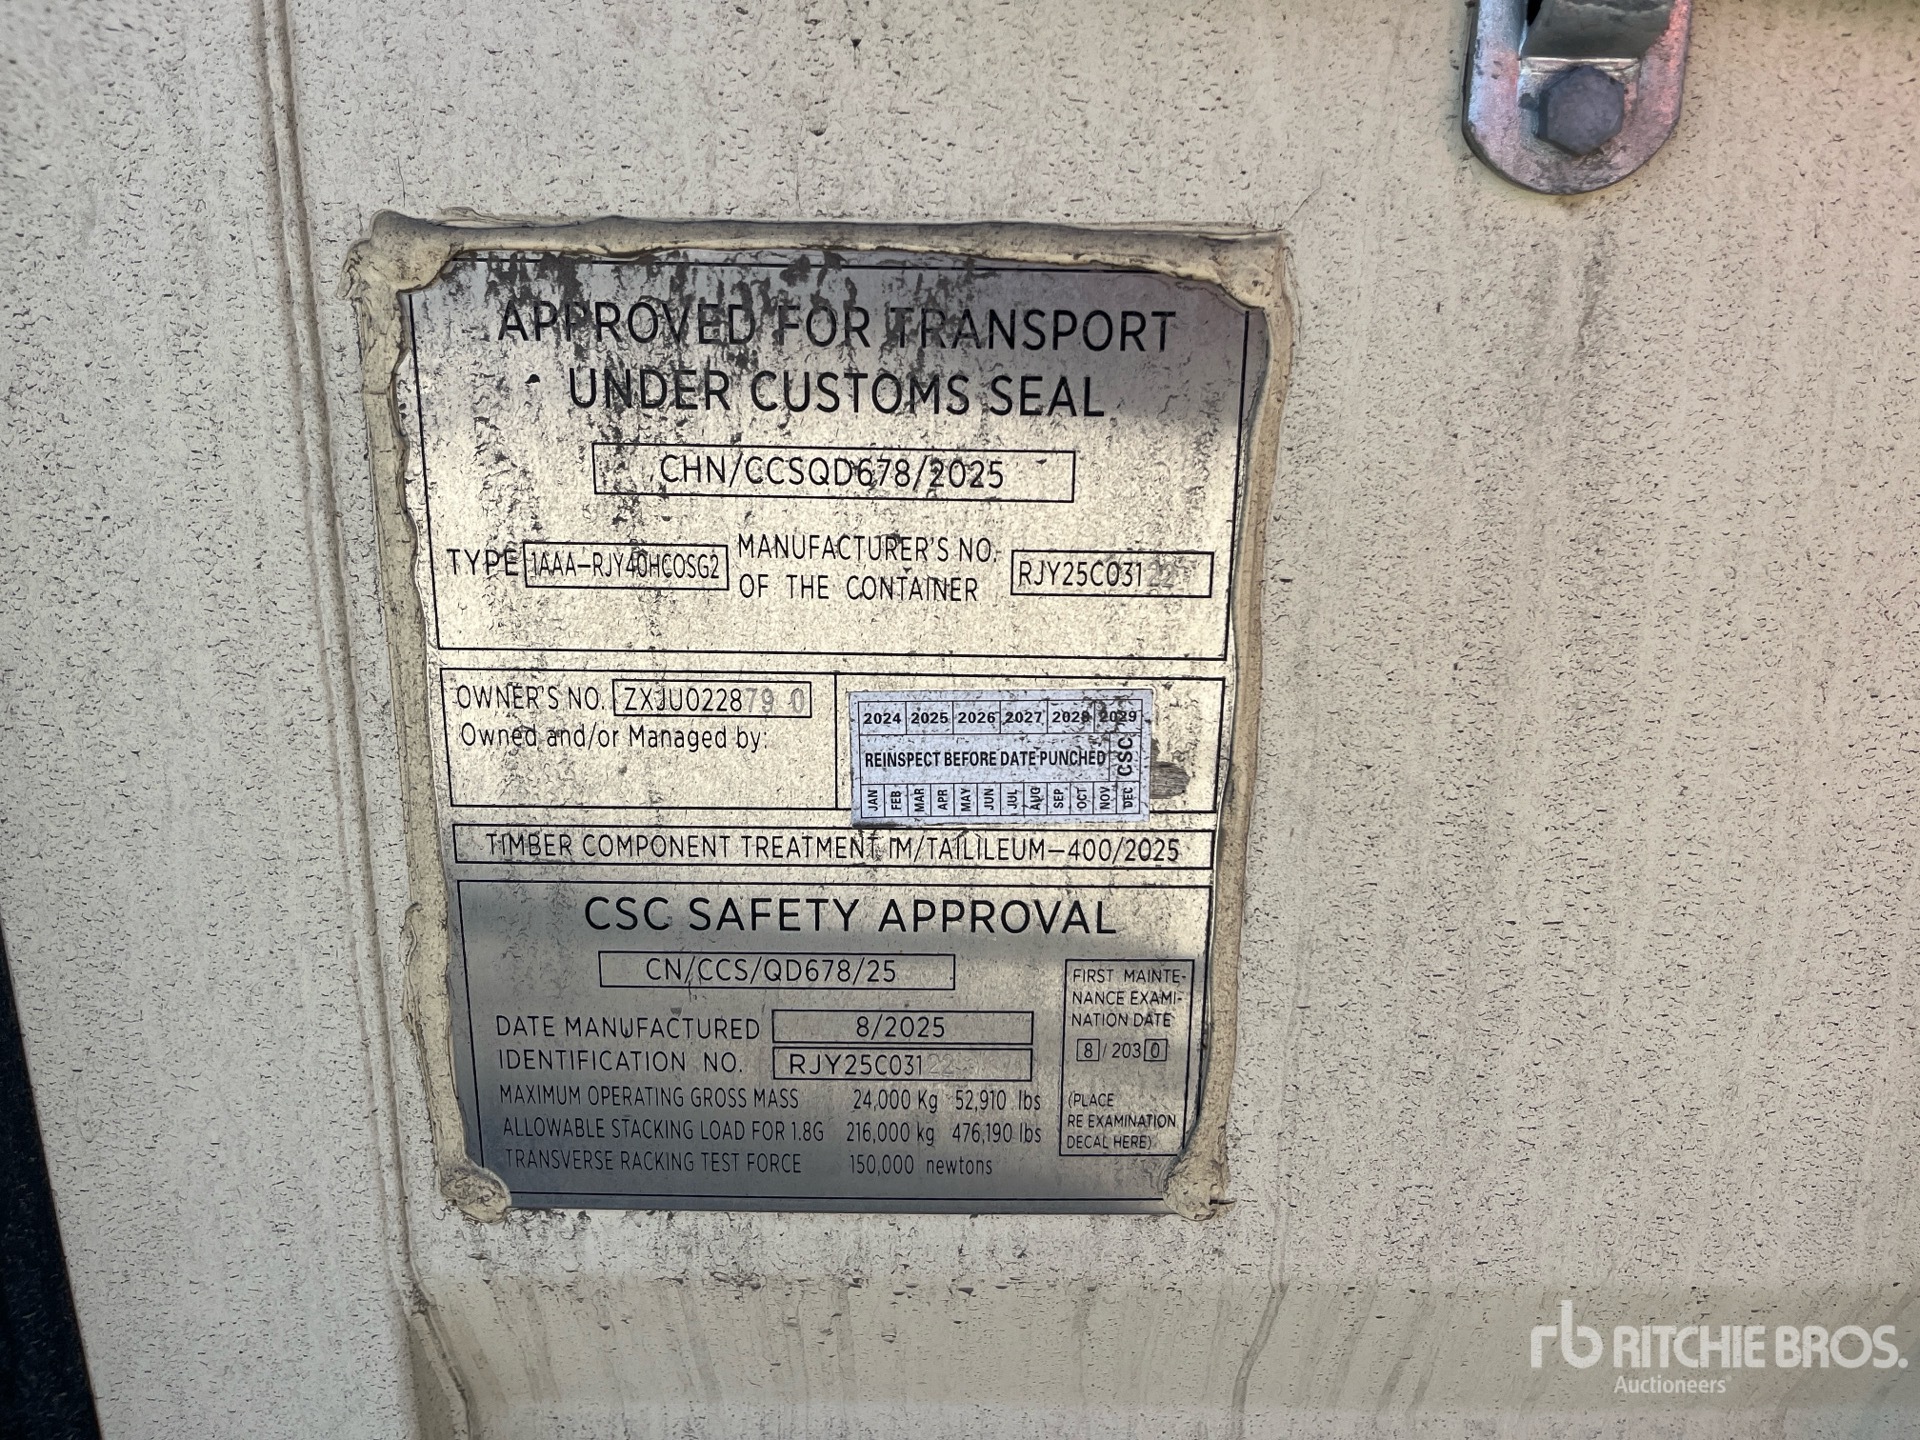 APPROVED FOR TRANSPORT
UNDER CUSTOMS SEAL
CHN/CCSQD678/2025
TYPE 1AAA-RJY40HCOSG2 MANUFACTURER'S NO. OF THE CONTAINER RJY25C03122
OWNER'S NO. ZXJU022879 0
Owned and/or Managed by:
2024 2025 2026 2027 2028 2029
REINSPECT BEFORE DATE PUNCHED CSC
JAN FEB MAR APR MAY JUN JUL AUG SEP OCT NOV DEC
TIMBER COMPONENT TREATMENT IM/TAILILEUM-400/2025
CSC SAFETY APPROVAL
CN/CCS/QD678/25
DATE MANUFACTURED 8/2025
IDENTIFICATION NO. RJY25C03122
MAXIMUM OPERATING GROSS MASS 24,000 Kg 52,910 lbs
ALLOWABLE STACKING LOAD FOR 1.8G 216,000 kg 476,190 lbs
TRANSVERSE RACKING TEST FORCE 150,000 newtons
FIRST MAINTE-
NANCE EXAMI-
NATION DATE
8 / 2030
(PLACE
RE EXAMINATION
DECAL HERE)
rb RITCHIE BROS.
Auctioneers